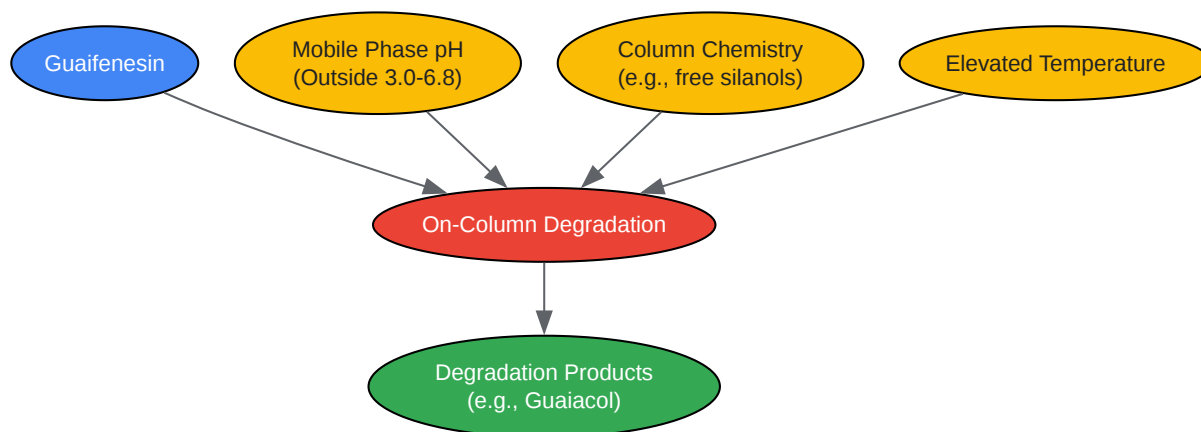 Guaifenesin
Mobile Phase pH
(Outside 3.0-6.8)
Column Chemistry
(e.g., free silanols)
Elevated Temperature
On-Column Degradation
Degradation Products
(e.g., Guaiacol)